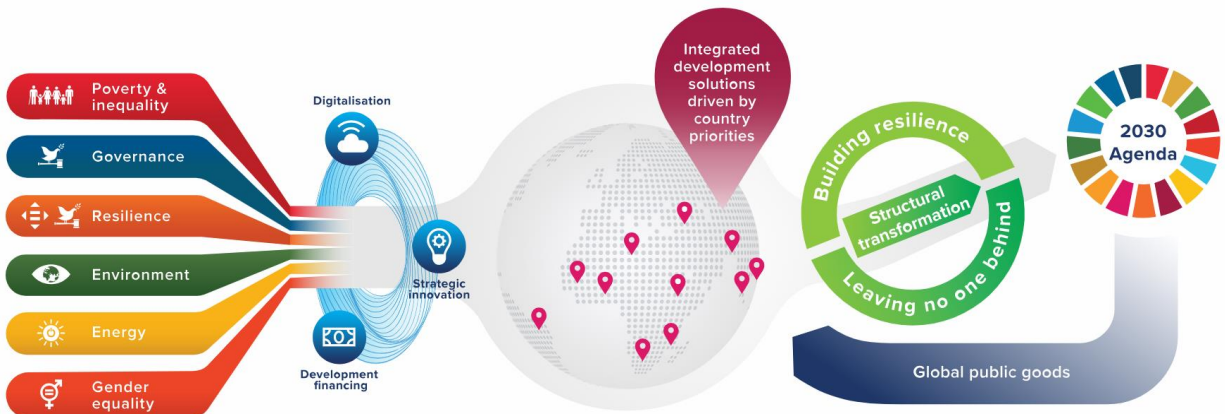 Poverty &
inequality
Governance
Resilience
Environment
Energy
Gender
equality
Digitalisation
Strategic
innovation
Development
financing
Integrated
development
solutions
driven by
country
priorities
Building resilience
Structural
transformation
Leaving no one behind
2030
Agenda
Global public goods